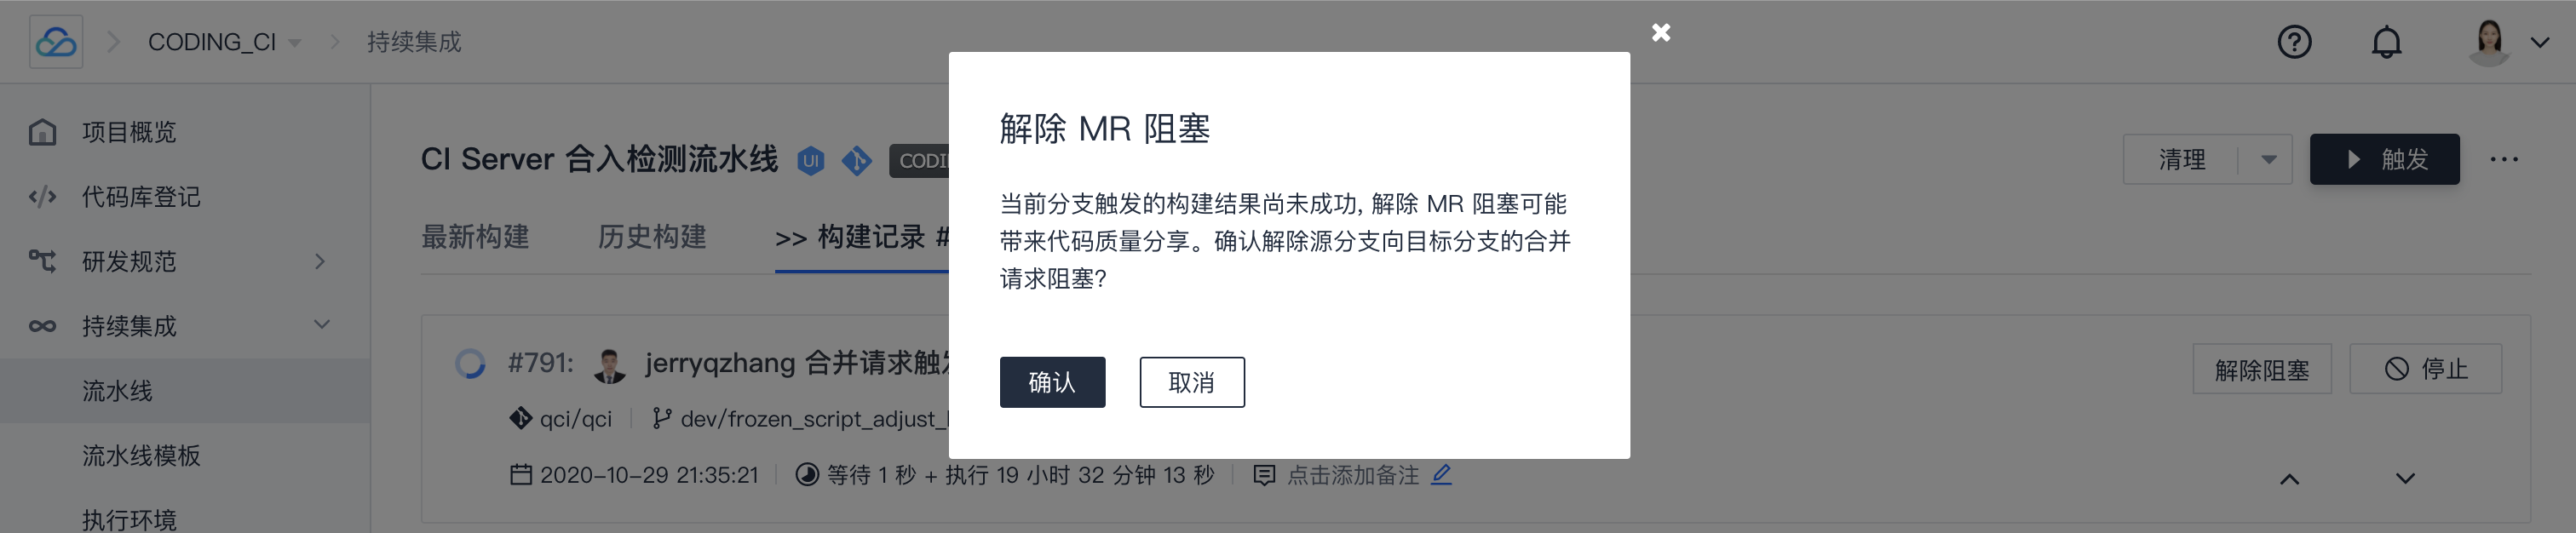 CODING_CI
持续集成
项目概览
代码库登记
研发规范
持续集成
流水线
流水线模板
执行环境
CI Server 合入检测流水线
UI
清理
触发
最新构建
历史构建
>> 构建记录 #
#791:
jerryqzhang 合并请求触
解除阻塞
停止
qci/qci
dev/frozen_script_adjust_
2020-10-29 21:35:21
等待 1 秒 + 执行 19 小时 32 分钟 13 秒
点击添加备注
解除 MR 阻塞
当前分支触发的构建结果尚未成功, 解除 MR 阻塞可能
带来代码质量分享。确认解除源分支向目标分支的合并
请求阻塞?
确认
取消